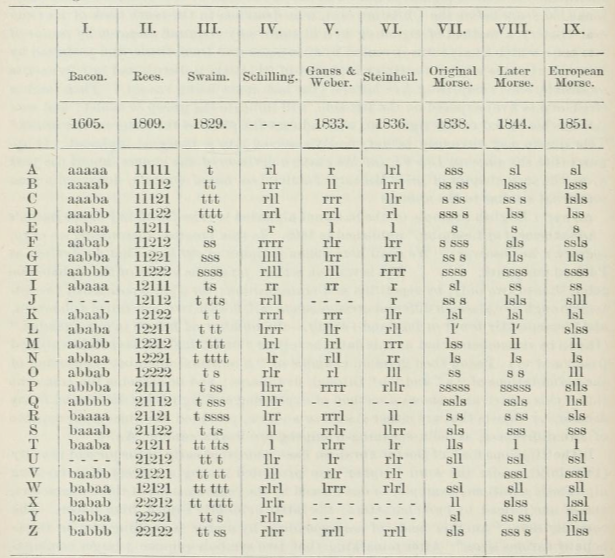 I. II. III. IV. V. VI. VII. VIII. IX.
Bacon. Rees. Swaim. Schilling. Gauss & Weber. Steinheil. Original Morse. Later Morse. European Morse.
1605. 1809. 1829. - - - - 1833. 1836. 1838. 1844. 1851.
A aaaaa 11111 t rl r lrl sss sl sl
B aaaab 11112 tt rrr ll lrrl ss ss lsss lsss
C aaaba 11121 ttt rll rrr llr s ss ss s lsls
D aaabb 11122 tttt rrl rrl rl sss s lss lss
E aabaa 11211 s r l l s s s
F aabab 11212 ss rrrr rlr lrr s sss sls ssls
G aabba 11221 sss llll lrr rrl ss s lls lls
H aabbb 11222 ssss rlll lll rrrr ssss ssss ssss
I abaaa 12111 ts rr rr r sl ss ss
J - - - - 12112 t tts rrll - - - - r ss s lsls slll
K abaab 12122 t t rrrl rrr llr lsl lsl lsl
L ababa 12211 t tt lrrr llr rll l' l' slss
M ababb 12212 t ttt lrl lrl rrr lss ll ll
N abbaa 12221 t tttt lr rll rr ls ls ls
O abbab 12222 t s rlr rl lll ss s s lll
P abbba 21111 t ss llrr rrrr rllr sssss sssss slls
Q abbbb 21112 t sss lllr - - - - - - - - ssls ssls llsl
R baaaa 21121 t ssss lrr rrrl ll s s s ss sls
S baaab 21122 t ts ll rrlr llrr sls sss sss
T baaba 21211 tt tts l rlrr lr lls l l
U - - - - 21212 tt t llr lr rlr sll ssl ssl
V baabb 21221 tt tt lll rlr rlr l sssl sssl
W babaa 12121 tt ttt rlrl lrrr rlrl ssl sll sll
X babab 22212 tt tttt lrlr - - - - - - - - ll slss lssl
Y babba 22221 tt s rllr - - - - - - - - sl ss ss lsll
Z babbb 22122 tt ss rlrr rrll rrll sls sss s llss